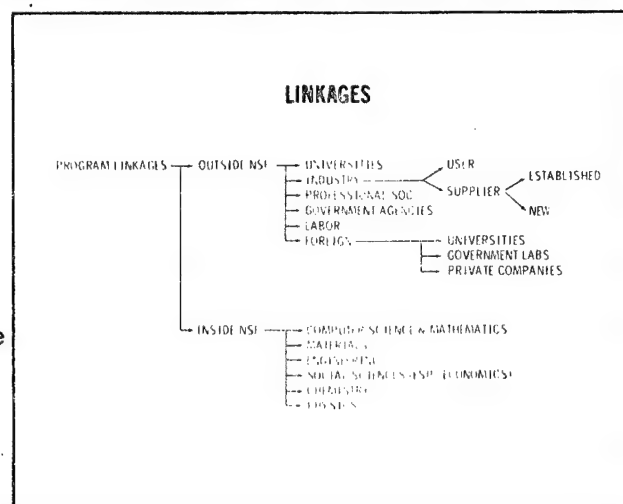 LINKAGES
PROGRAM LINKAGES OUTSIDE NSF UNIVERSITIES USER
INDUSTRY ESTABLISHED
PROFESSIONAL SOC. SUPPLIER
GOVERNMENT AGENCIES NEW
LABOR
FOREIGN UNIVERSITIES
GOVERNMENT LABS
PRIVATE COMPANIES
INSIDE NSF COMPUTER SCIENCE & MATHEMATICS
MATERIALS
ENGINEERING
SOCIAL SCIENCES (ESP. ECONOMICS)
CHEMISTRY
PHYSICS